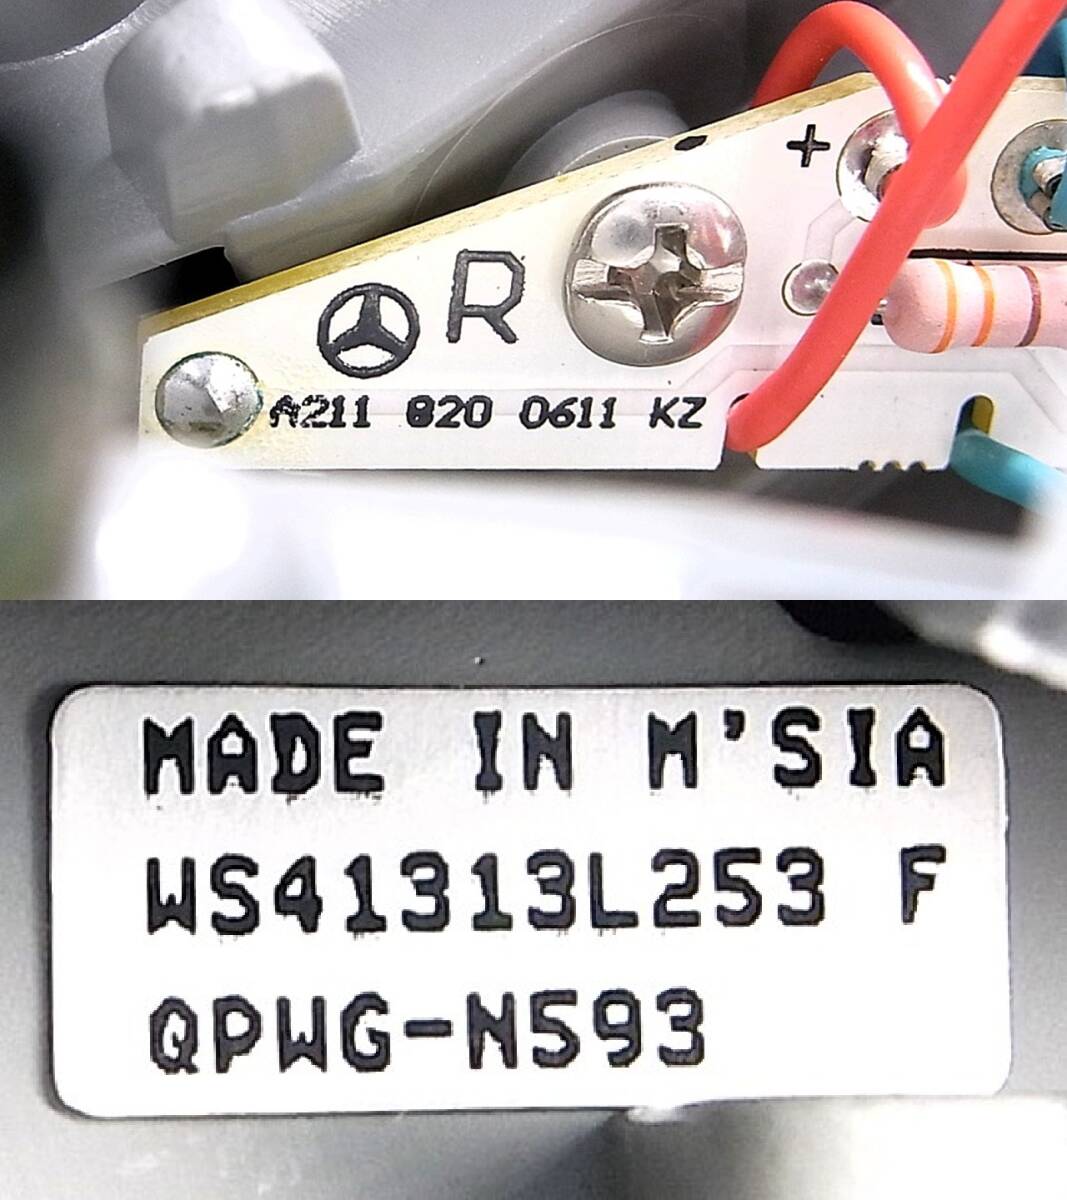 +
R
A211 820 0611 KZ
MADE IN M'SIA
WS41313L253 F
QPWG-N593